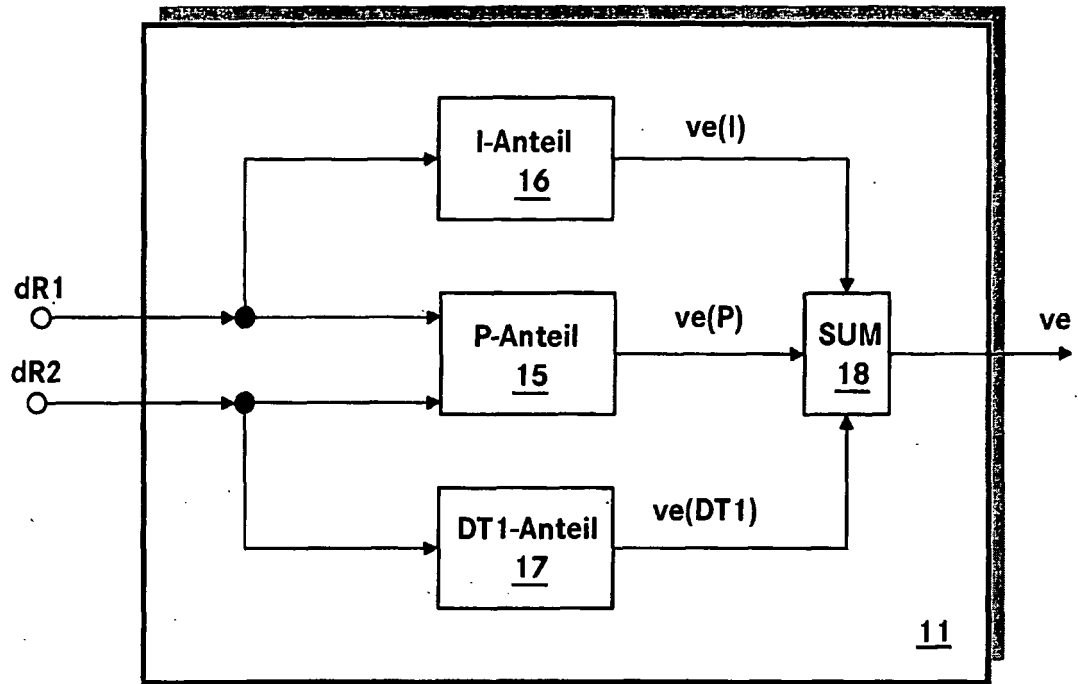 I-Anteil
16
ve(I)
dR1
dR2
P-Anteil
15
ve(P)
SUM
18
ve
DT1-Anteil
17
ve(DT1)
11